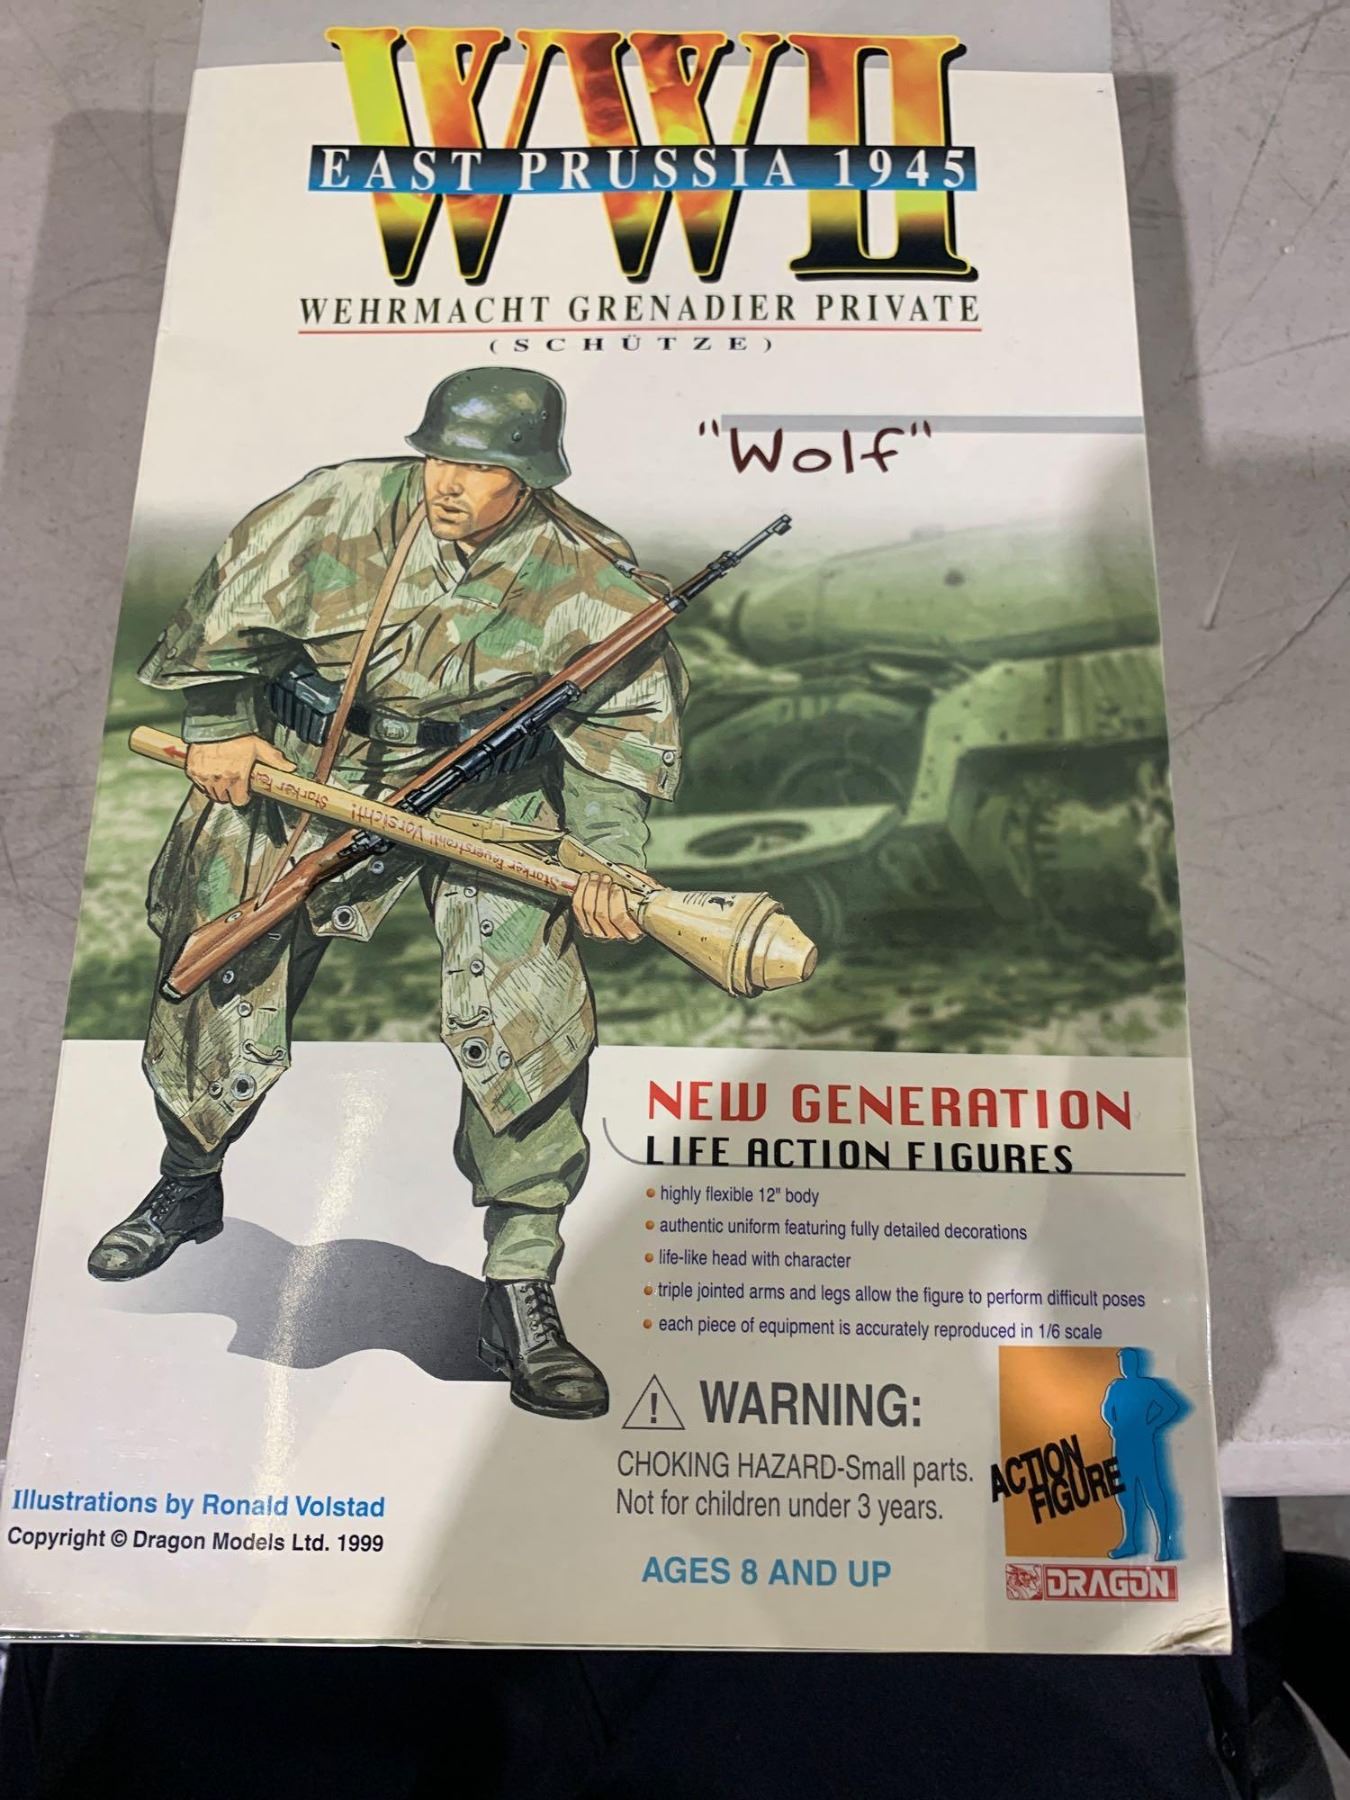 WWII
EAST PRUSSIA 1945
WEHRMACHT GRENADIER PRIVATE
(SCHÜTZE)
"Wolf"
Starker Feuerstrahl! Vorsicht! Starker
NEW GENERATION
LIFE ACTION FIGURES
• highly flexible 12" body
• authentic uniform featuring fully detailed decorations
• life-like head with character
• triple jointed arms and legs allow the figure to perform difficult poses
• each piece of equipment is accurately reproduced in 1/6 scale
WARNING:
CHOKING HAZARD-Small parts.
Not for children under 3 years.
AGES 8 AND UP
ACTION
FIGURE
DRAGON
Illustrations by Ronald Volstad
Copyright © Dragon Models Ltd. 1999